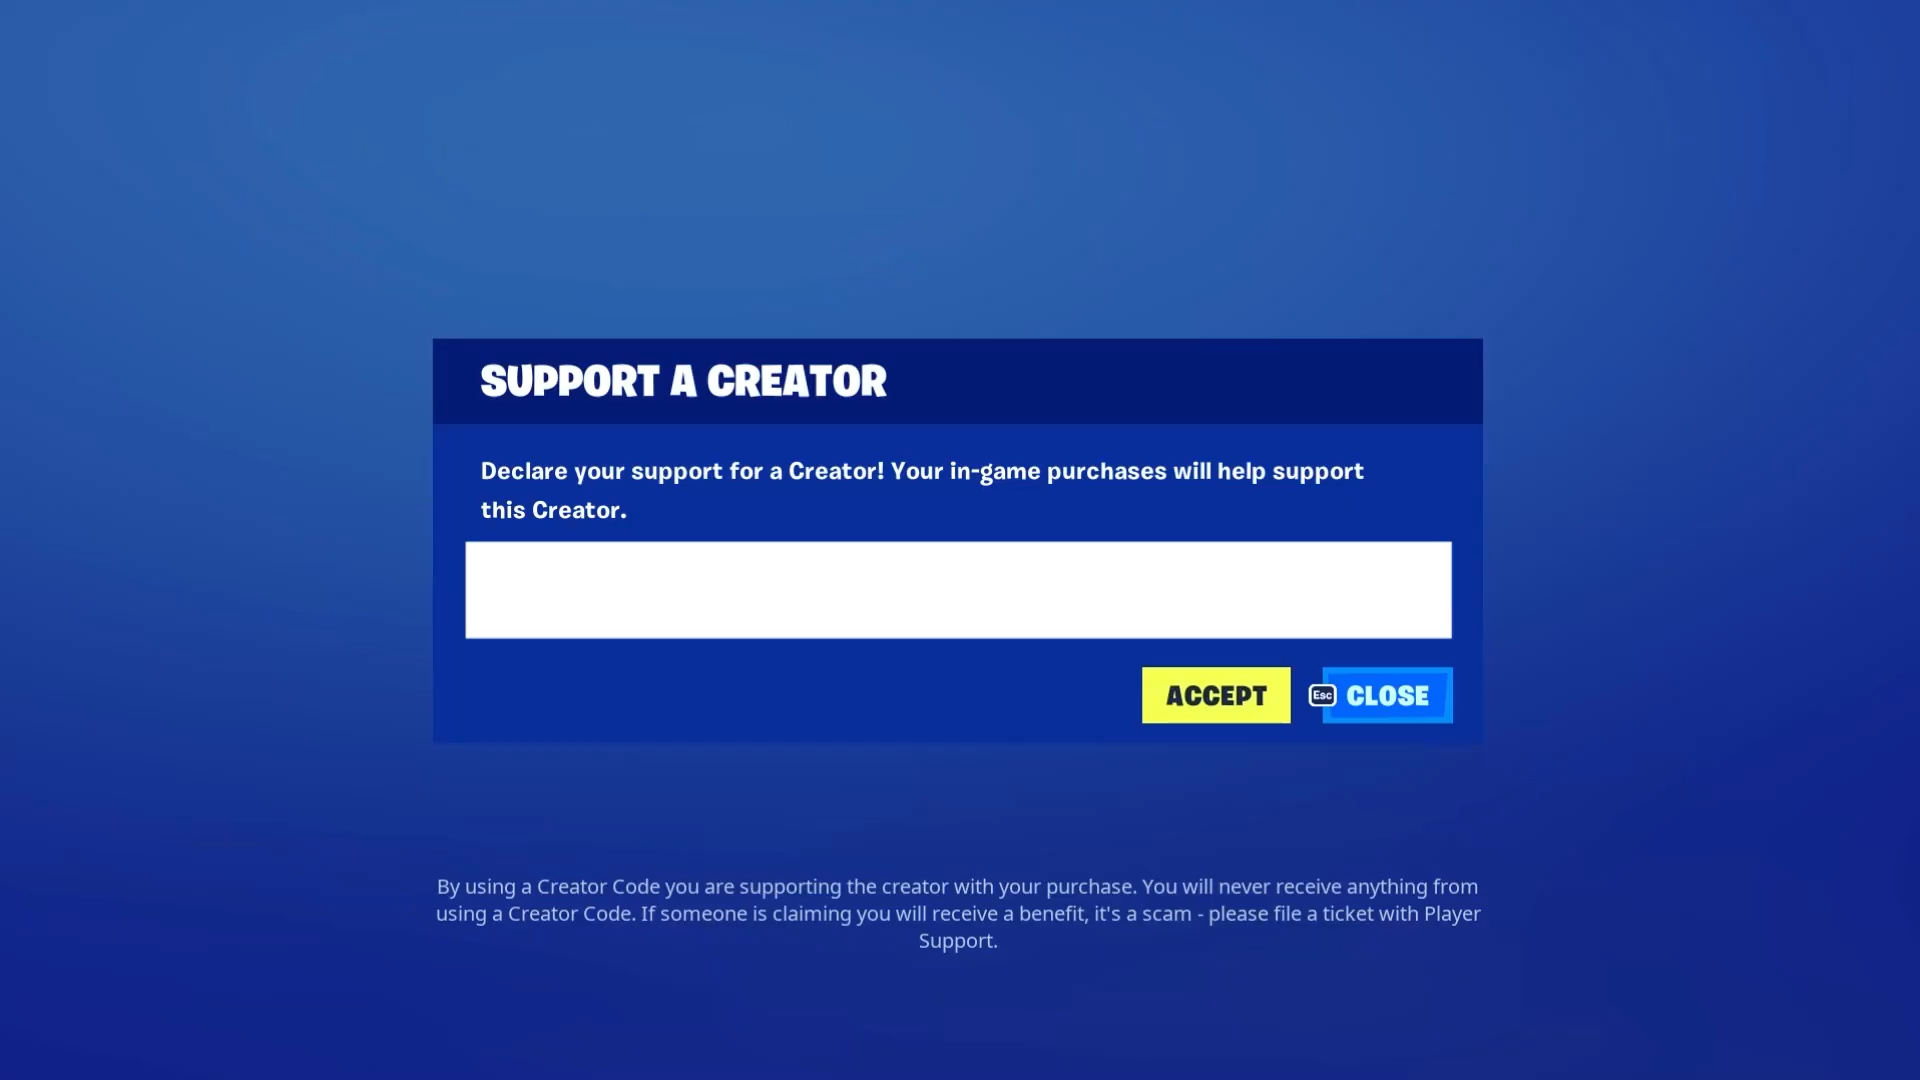 SUPPORT A CREATOR
Declare your support for a Creator! Your in-game purchases will help support
this Creator.
ACCEPT
Esc CLOSE
By using a Creator Code you are supporting the creator with your purchase. You will never receive anything from
using a Creator Code. If someone is claiming you will receive a benefit, it's a scam - please file a ticket with Player
Support.